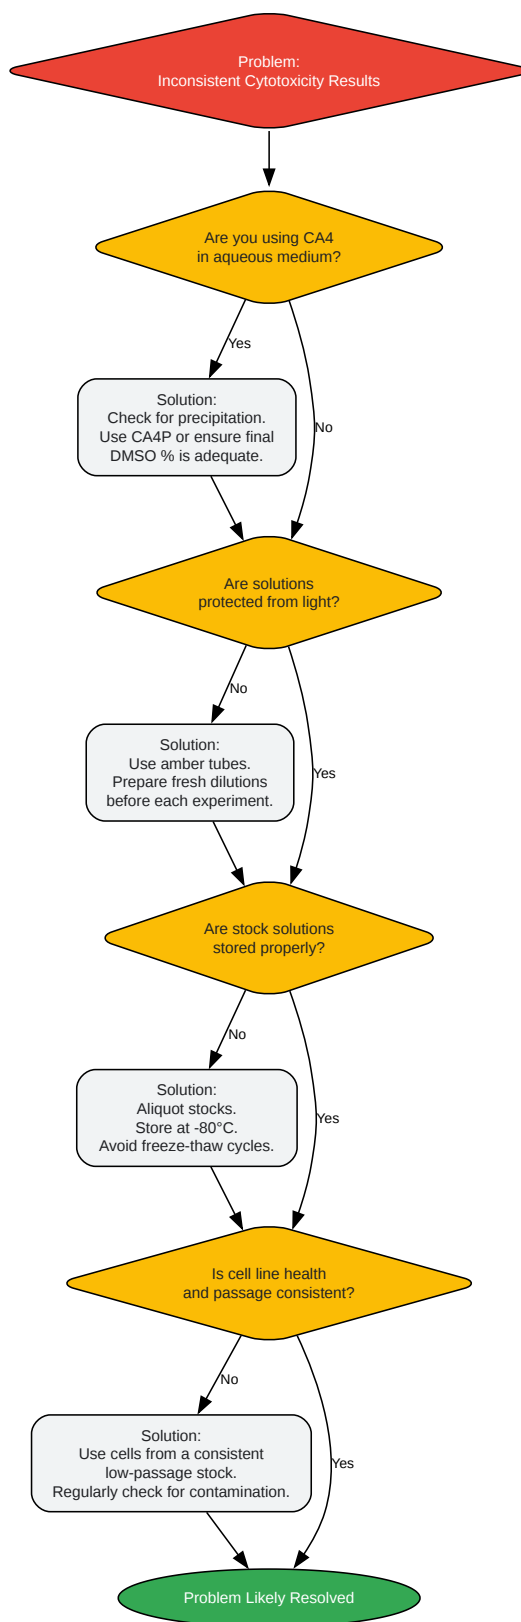 Problem:
Inconsistent Cytotoxicity Results
Are you using CA4
in aqueous medium?
Yes
Solution:
Check for precipitation.
Use CA4P or ensure final
DMSO % is adequate.
No
Are solutions
protected from light?
No
Solution:
Use amber tubes.
Prepare fresh dilutions
before each experiment.
Yes
Are stock solutions
stored properly?
No
Solution:
Aliquot stocks.
Store at -80°C.
Avoid freeze-thaw cycles.
Yes
Is cell line health
and passage consistent?
No
Solution:
Use cells from a consistent
low-passage stock.
Regularly check for contamination.
Yes
Problem Likely Resolved